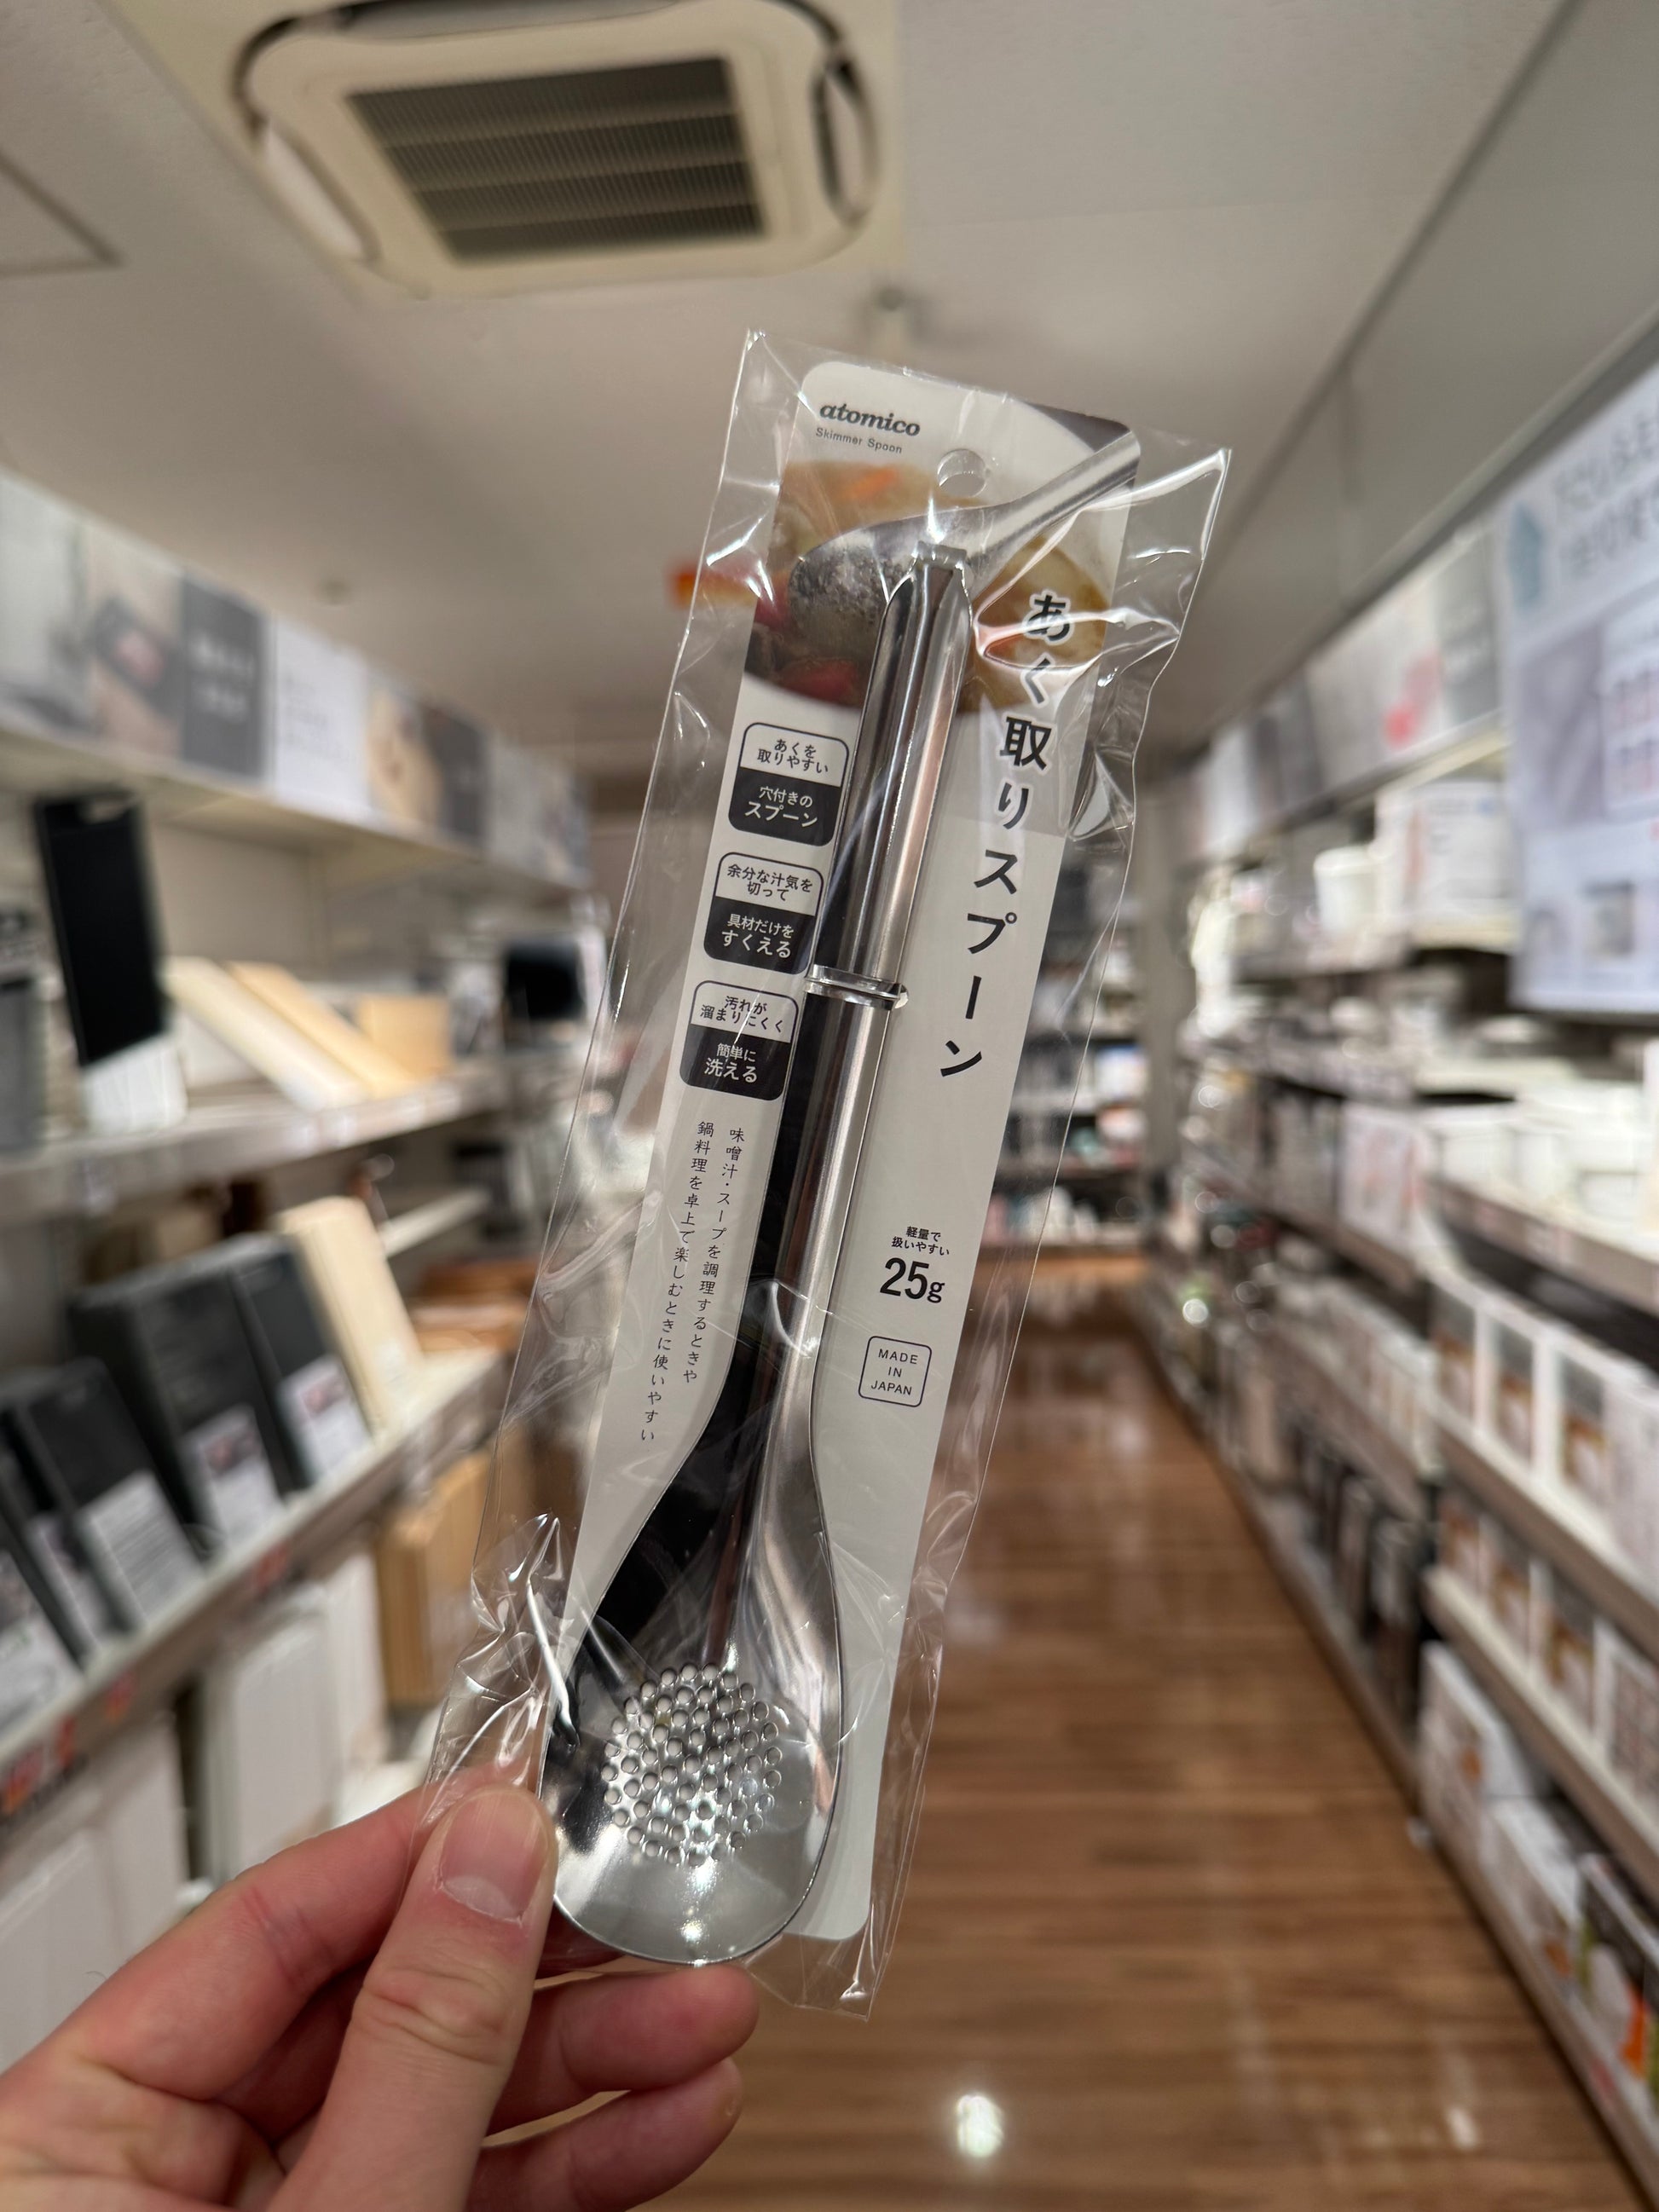 atomico
Skimmer Spoon
あく取りスプーン
あくを
取りやすい
穴付きの
スプーン
余分な汁気を
切って
具材だけを
すくえる
汚れが
溜まりにくく
簡単に
洗える
味噌汁・スープを調理するときや
鍋料理を卓上で楽しむときに使いやすい
軽量で
扱いやすい
25g
MADE
IN
JAPAN